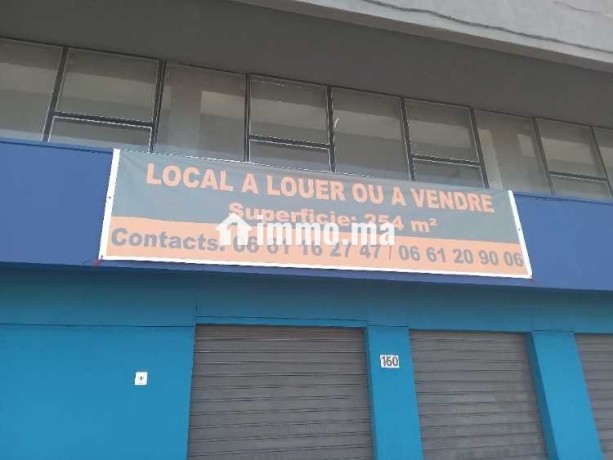 LOCAL A LOUER OU A VENDRE
Superficie: 254 m²
immo.ma
Contacts: 06 61 16 27 47 / 06 61 20 90 06
160